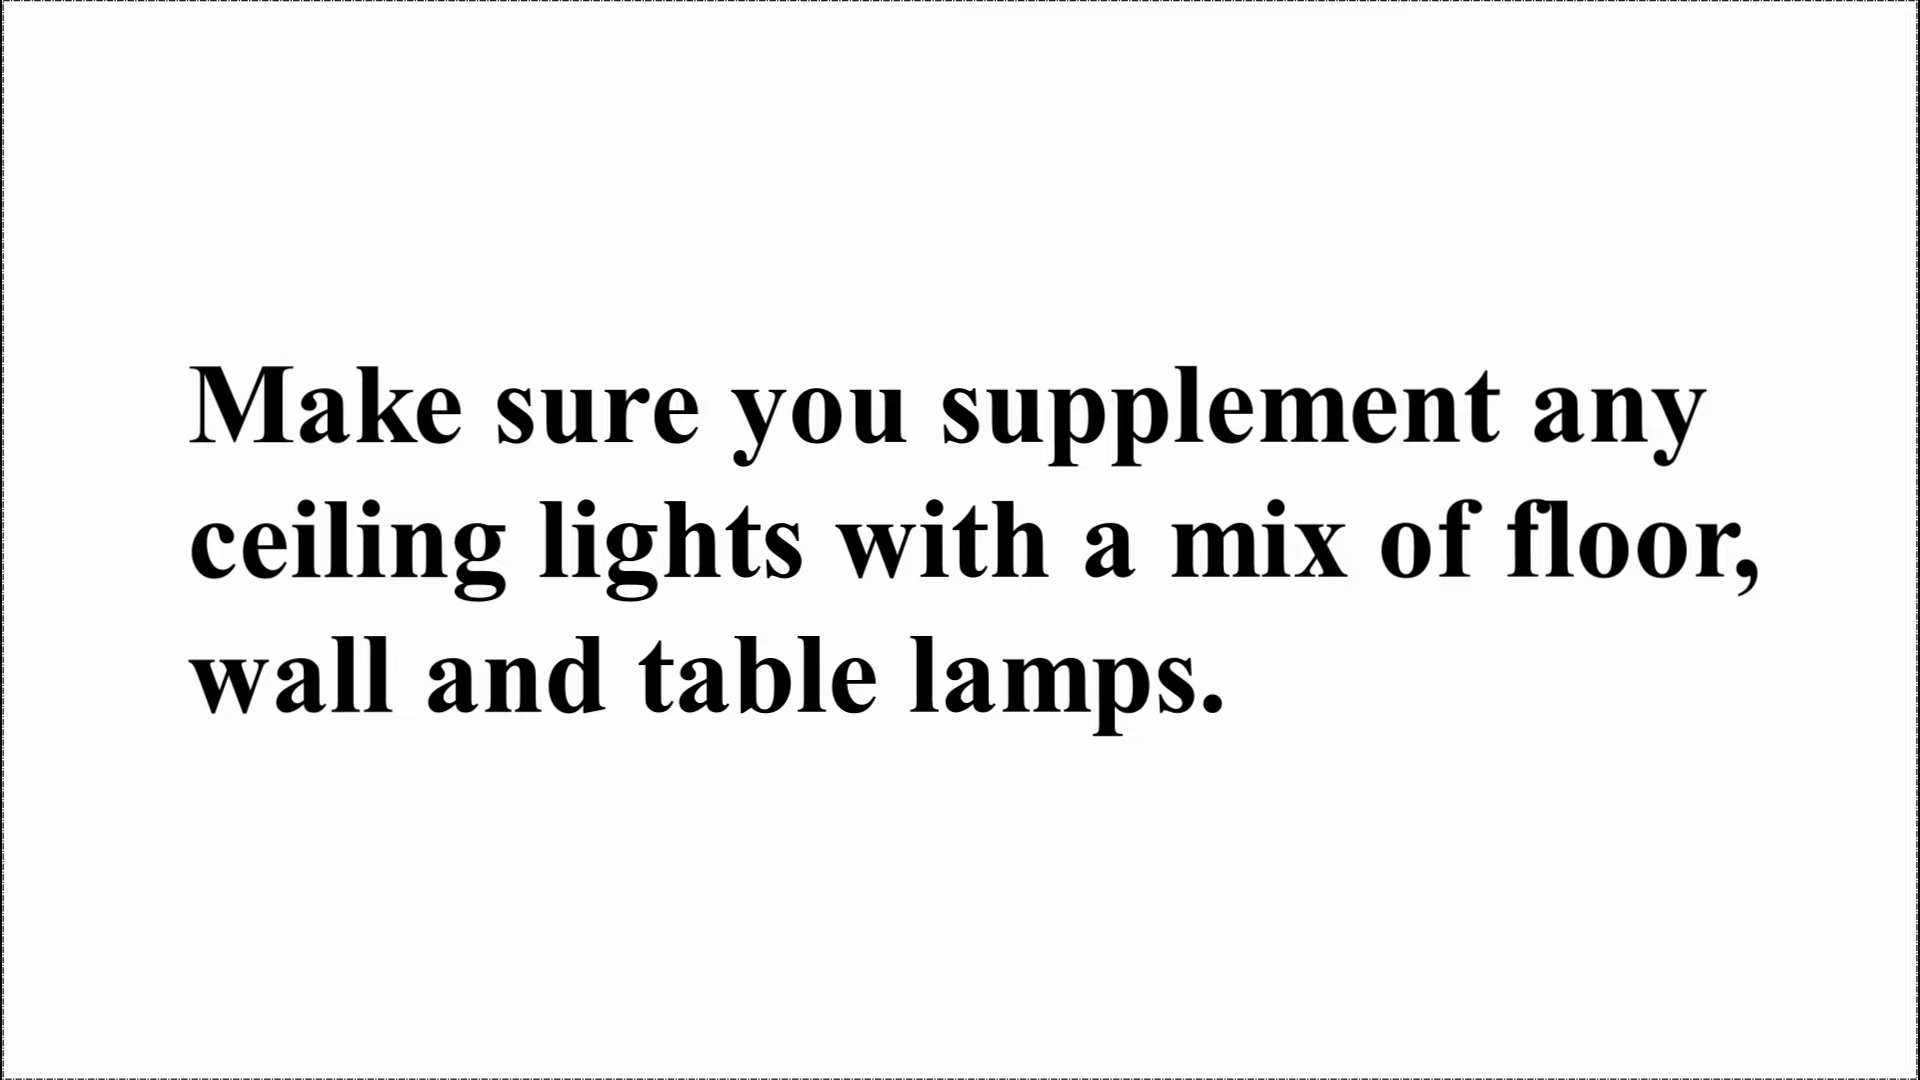 Make sure you supplement any
ceiling lights with a mix of floor,
wall and table lamps.